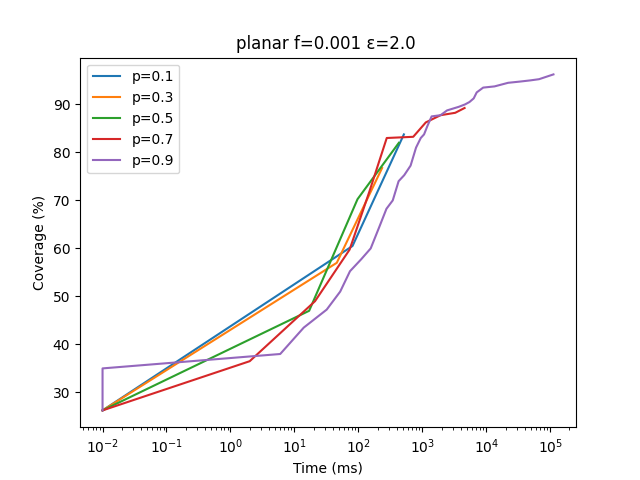 planar f=0.001 ε=2.0
p=0.1
p=0.3
p=0.5
p=0.7
p=0.9
Coverage (%)
90
80
70
60
50
40
30
10⁻² 10⁻¹ 10⁰ 10¹ 10² 10³ 10⁴ 10⁵
Time (ms)